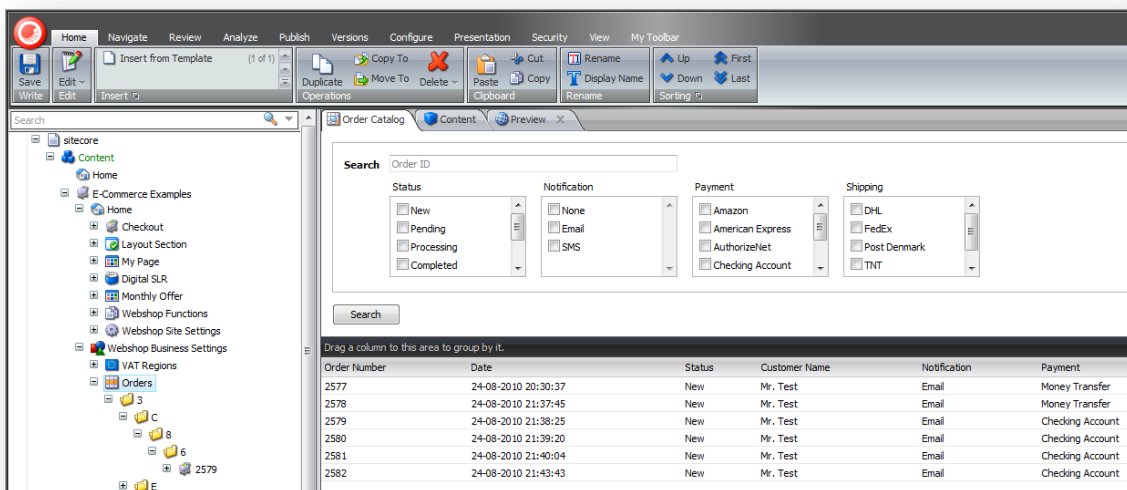 Home Navigate Review Analyze Publish Versions Configure Presentation Security View My Toolbar
Insert from Template (1 of 1) Copy To Cut Rename Up First
Save Edit Duplicate Move To Delete Paste Copy Display Name Down Last
Write Edit Insert Operations Clipboard Rename Sorting
Search
Order Catalog Content Preview X
sitecore
Content
Home
E-Commerce Examples
Home
Checkout
Layout Section
My Page
Digital SLR
Monthly Offer
Webshop Functions
Webshop Site Settings
Webshop Business Settings
VAT Regions
Orders
3
C
8
6
2579
E
Search Order ID
Status Notification Payment Shipping
New None Amazon DHL
Pending Email American Express FedEx
Processing SMS AuthorizeNet Post Denmark
Completed Checking Account TNT
Search
Drag a column to this area to group by it.
Order Number Date Status Customer Name Notification Payment
2577 24-08-2010 20:30:37 New Mr. Test Email Money Transfer
2578 24-08-2010 21:37:45 New Mr. Test Email Money Transfer
2579 24-08-2010 21:38:25 New Mr. Test Email Checking Account
2580 24-08-2010 21:39:20 New Mr. Test Email Checking Account
2581 24-08-2010 21:40:04 New Mr. Test Email Checking Account
2582 24-08-2010 21:43:43 New Mr. Test Email Checking Account